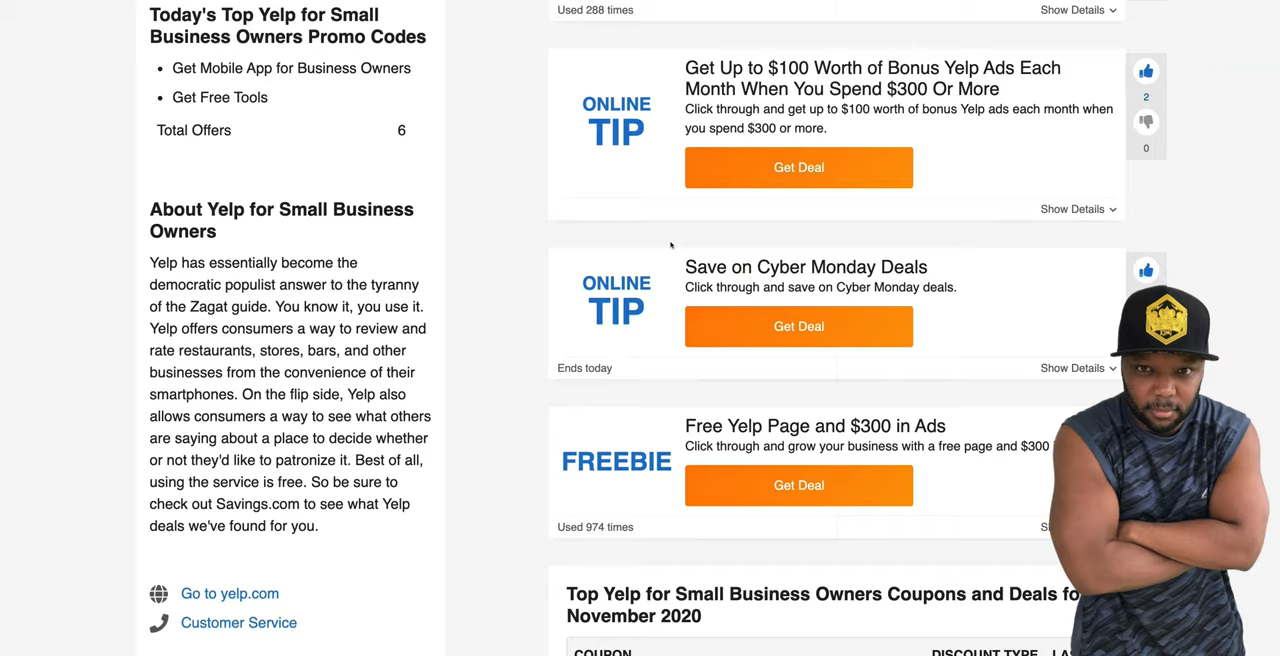 Today's Top Yelp for Small
Business Owners Promo Codes
• Get Mobile App for Business Owners
• Get Free Tools
Total Offers 6
About Yelp for Small Business
Owners
Yelp has essentially become the
democratic populist answer to the tyranny
of the Zagat guide. You know it, you use it.
Yelp offers consumers a way to review and
rate restaurants, stores, bars, and other
businesses from the convenience of their
smartphones. On the flip side, Yelp also
allows consumers a way to see what others
are saying about a place to decide whether
or not they'd like to patronize it. Best of all,
using the service is free. So be sure to
check out Savings.com to see what Yelp
deals we've found for you.
Go to yelp.com
Customer Service
Used 288 times Show Details
ONLINE
TIP
Get Up to $100 Worth of Bonus Yelp Ads Each
Month When You Spend $300 Or More
Click through and get up to $100 worth of bonus Yelp ads each month when
you spend $300 or more.
Get Deal
Show Details
2
0
ONLINE
TIP
Save on Cyber Monday Deals
Click through and save on Cyber Monday deals.
Get Deal
Ends today Show Details
FREEBIE
Free Yelp Page and $300 in Ads
Click through and grow your business with a free page and $300
Get Deal
Used 974 times
Top Yelp for Small Business Owners Coupons and Deals fo
November 2020
COUPON DISCOUNT TYPE